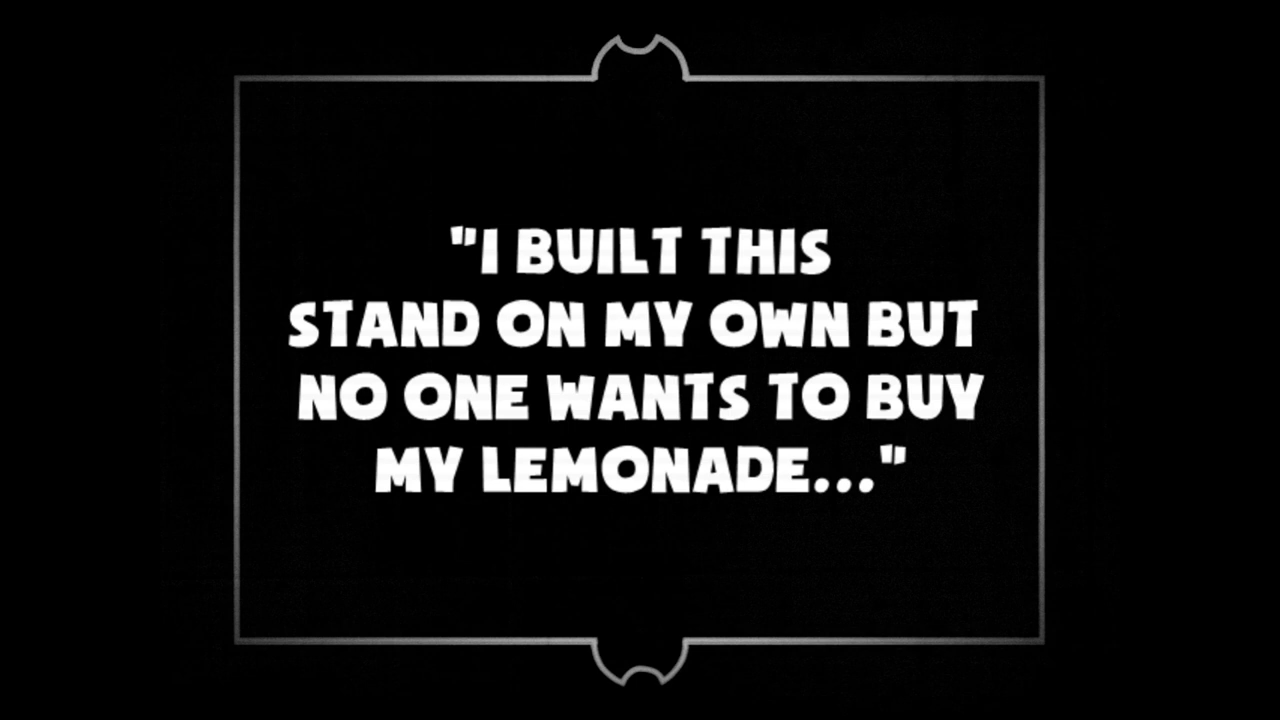 "I BUILT THIS
STAND ON MY OWN BUT
NO ONE WANTS TO BUY
MY LEMONADE..."